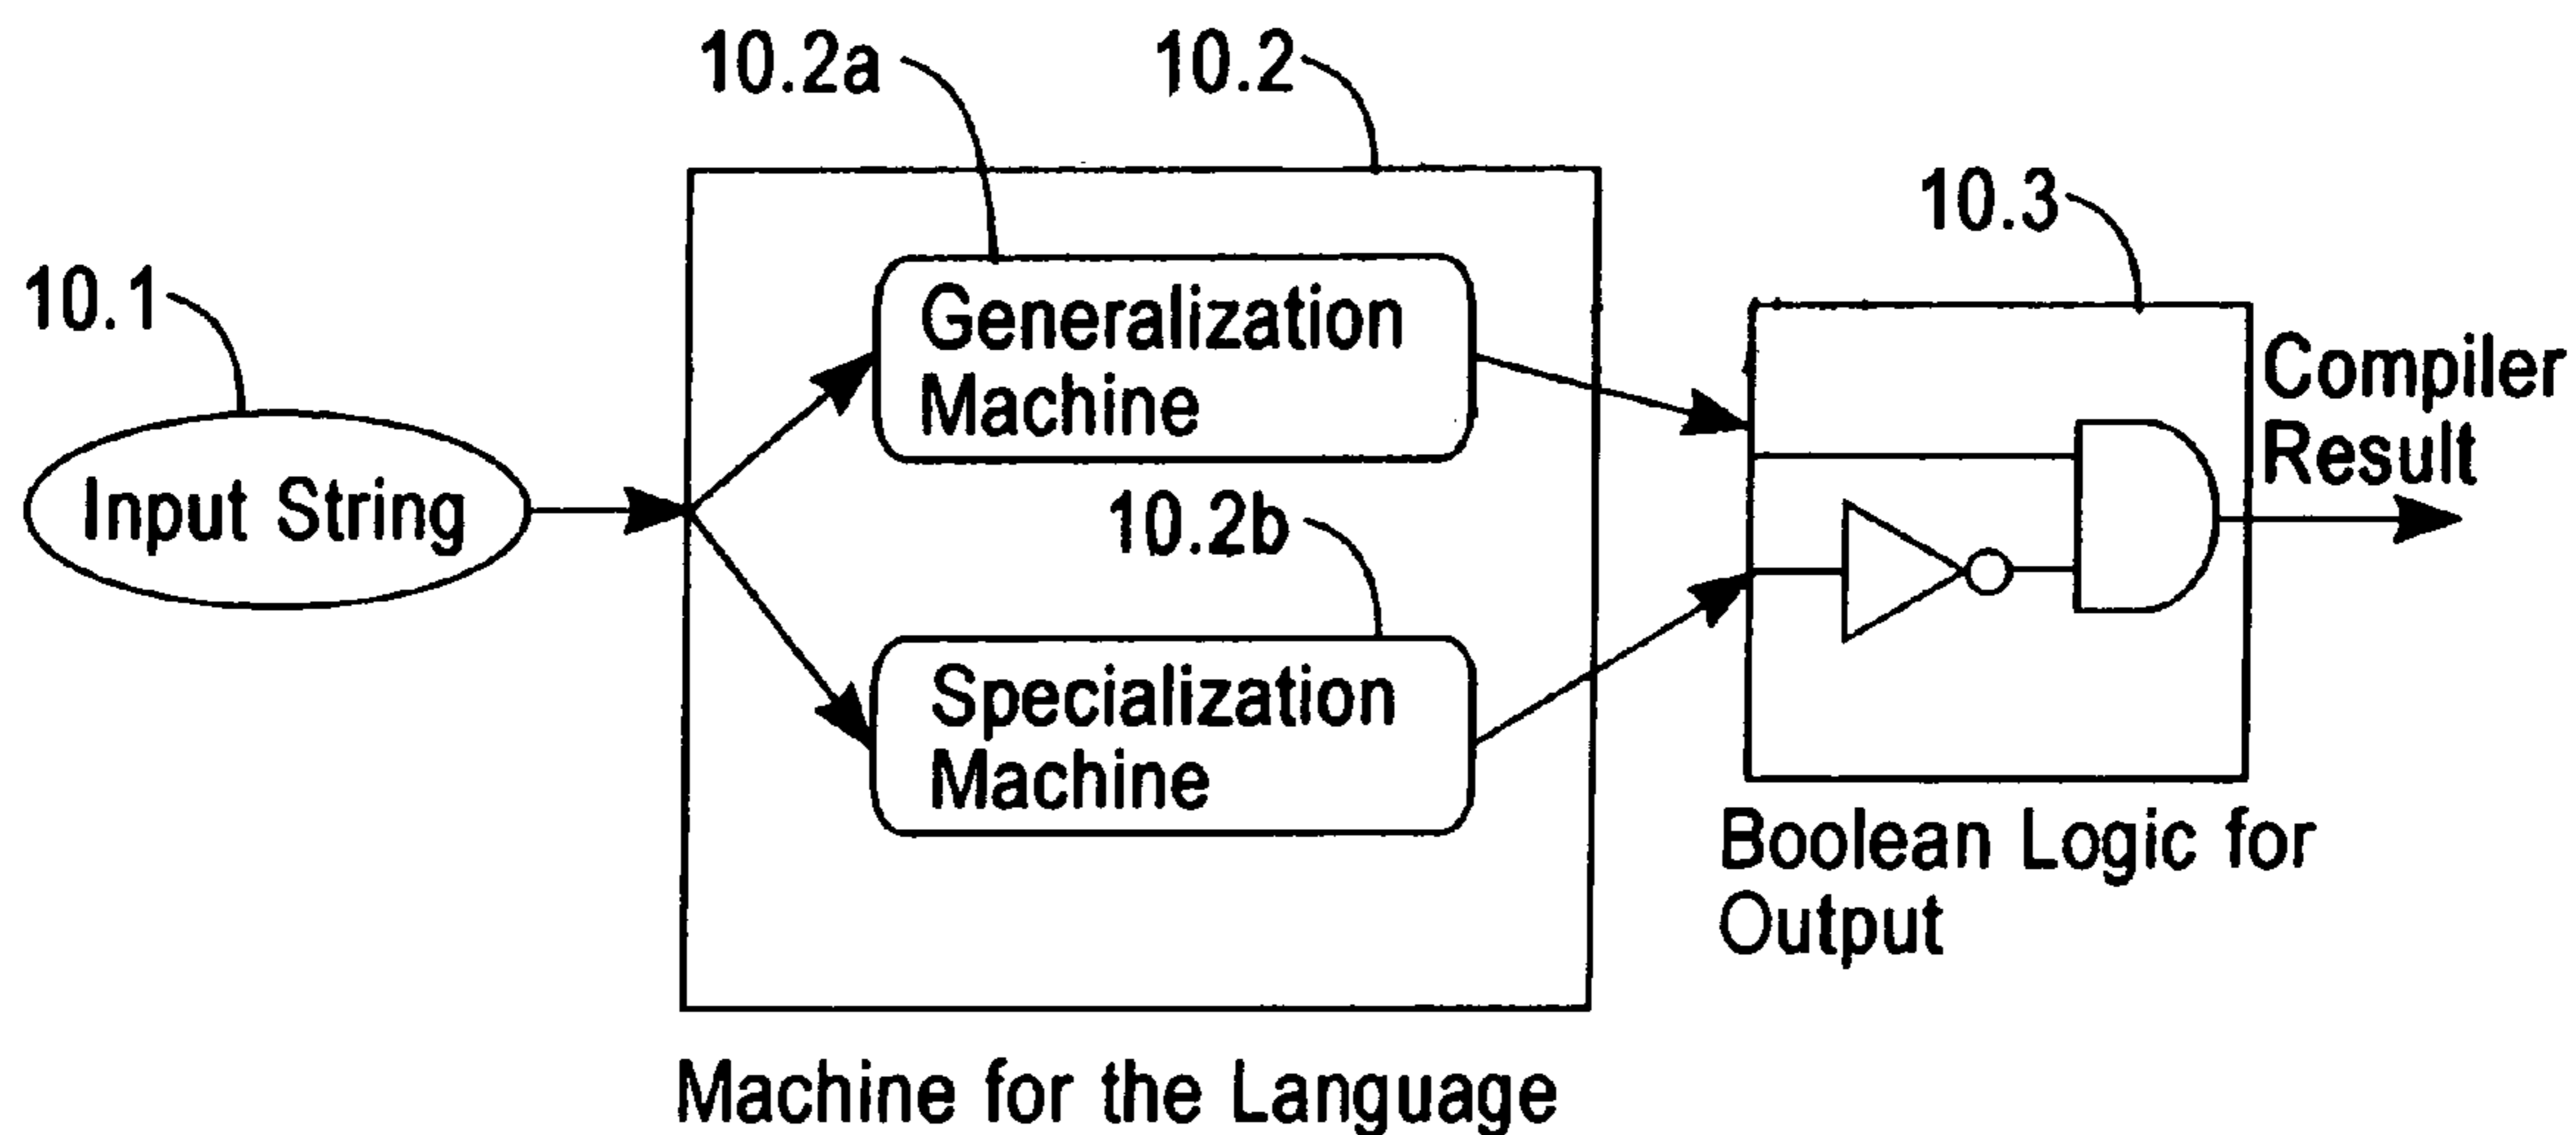 10.2a
10.2
10.3
10.1
Generalization
Machine
Compiler
Result
Input String
10.2b
Specialization
Machine
Boolean Logic for
Output
Machine for the Language